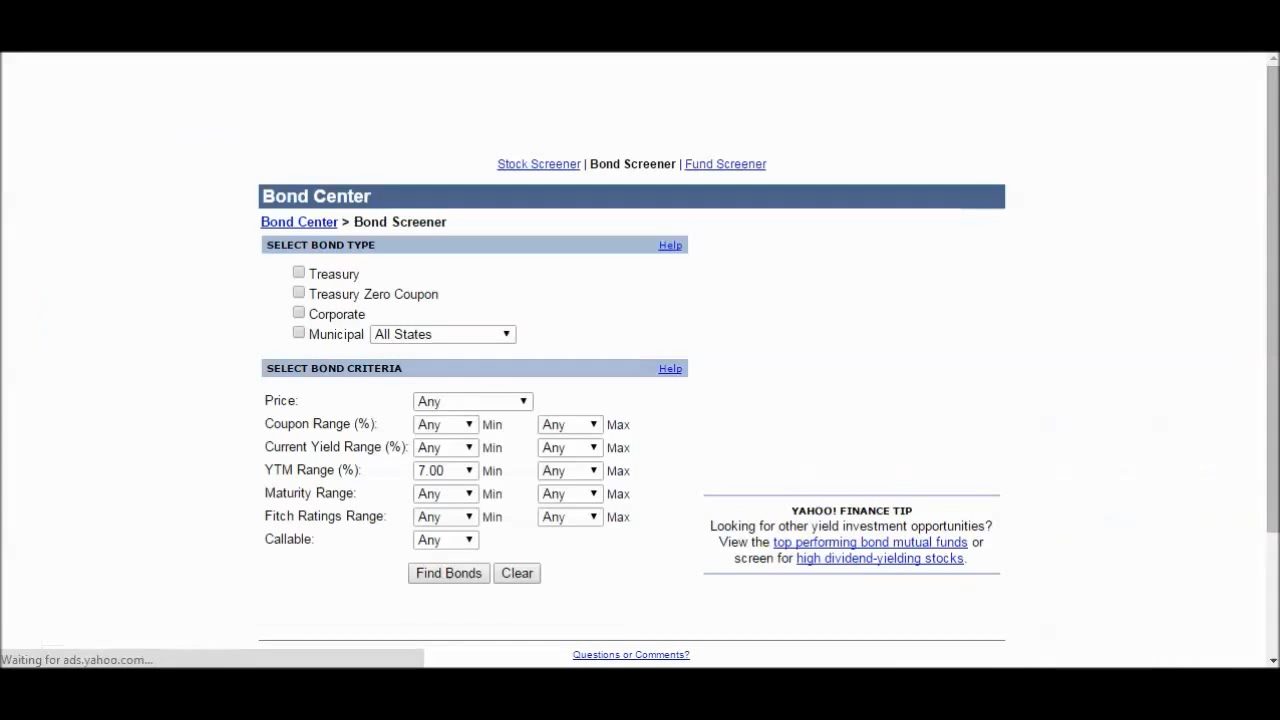 Stock Screener | Bond Screener | Fund Screener
Bond Center
Bond Center > Bond Screener
SELECT BOND TYPE Help
Treasury
Treasury Zero Coupon
Corporate
Municipal All States
SELECT BOND CRITERIA Help
Price: Any
Coupon Range (%): Any Min Any Max
Current Yield Range (%): Any Min Any Max
YTM Range (%): 7.00 Min Any Max
Maturity Range: Any Min Any Max
Fitch Ratings Range: Any Min Any Max
Callable: Any
Find Bonds Clear
YAHOO! FINANCE TIP
Looking for other yield investment opportunities?
View the top performing bond mutual funds or
screen for high dividend-yielding stocks.
Questions or Comments?
Waiting for ads.yahoo.com...